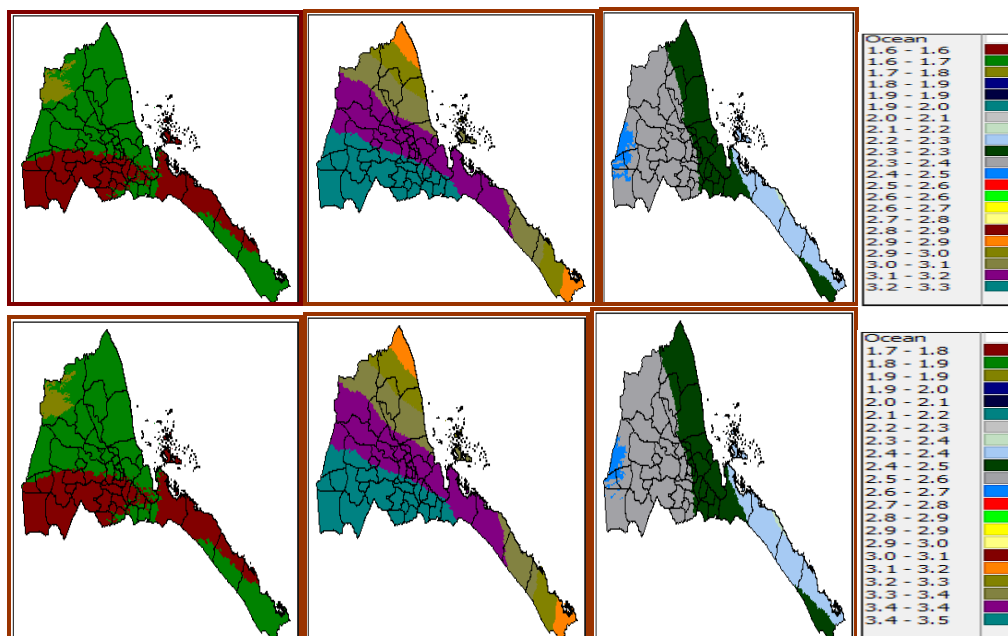 Ocean
1.6 - 1.6
1.6 - 1.7
1.7 - 1.8
1.8 - 1.9
1.9 - 1.9
1.9 - 2.0
2.0 - 2.1
2.1 - 2.2
2.2 - 2.3
2.2 - 2.3
2.3 - 2.4
2.4 - 2.5
2.5 - 2.6
2.6 - 2.6
2.6 - 2.7
2.7 - 2.8
2.8 - 2.9
2.9 - 2.9
2.9 - 3.0
3.0 - 3.1
3.1 - 3.2
3.2 - 3.3
Ocean
1.7 - 1.8
1.8 - 1.9
1.9 - 1.9
1.9 - 2.0
2.0 - 2.1
2.1 - 2.2
2.2 - 2.3
2.3 - 2.4
2.4 - 2.4
2.4 - 2.5
2.5 - 2.6
2.6 - 2.7
2.7 - 2.8
2.8 - 2.9
2.9 - 2.9
2.9 - 3.0
3.0 - 3.1
3.1 - 3.2
3.2 - 3.3
3.3 - 3.4
3.4 - 3.4
3.4 - 3.5